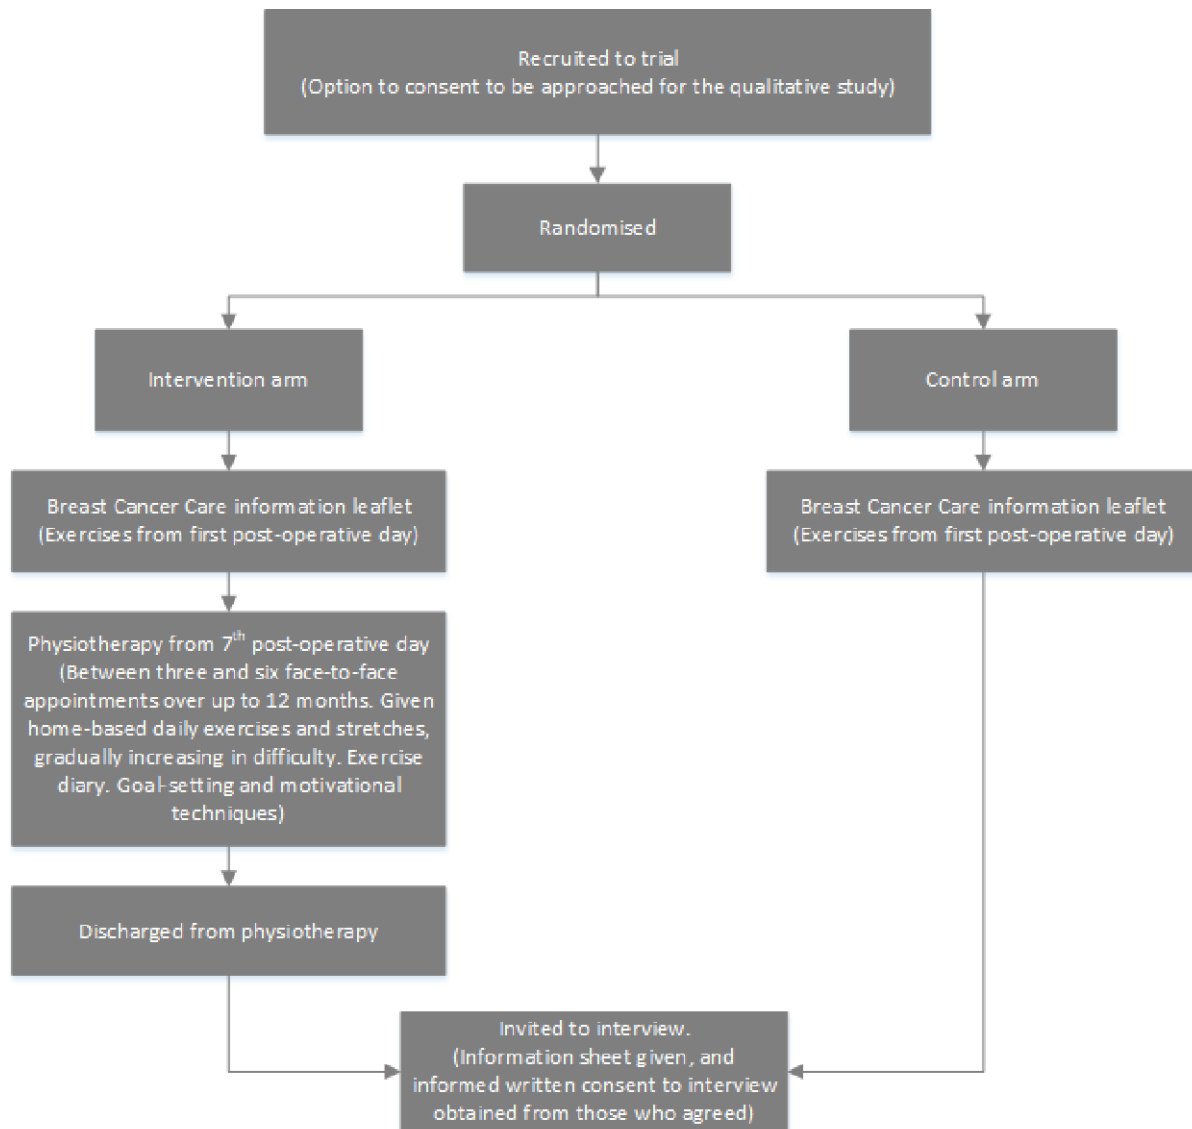 Recruited to trial
(Option to consent to be approached for the qualitative study)
Randomised
Intervention arm
Control arm
Breast Cancer Care information leaflet
(Exercises from first post-operative day)
Breast Cancer Care information leaflet
(Exercises from first post-operative day)
Physiotherapy from 7th post-operative day
(Between three and six face-to-face
appointments over up to 12 months. Given
home-based daily exercises and stretches,
gradually increasing in difficulty. Exercise
diary. Goal-setting and motivational
techniques)
Discharged from physiotherapy
Invited to interview.
(Information sheet given, and
informed written consent to interview
obtained from those who agreed)